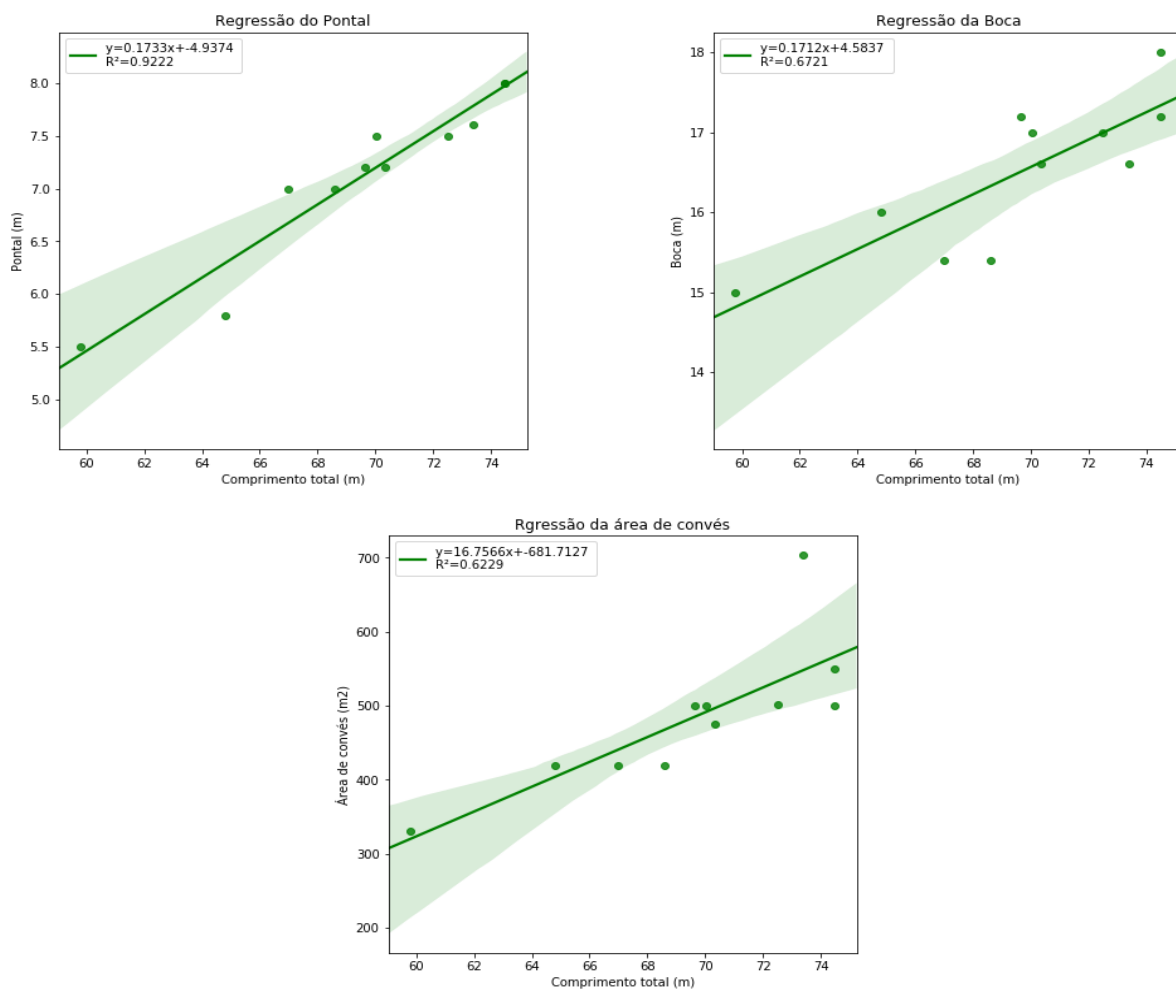 Regressão do Pontal
y=0.1733x+-4.9374
R²=0.9222
8.0
7.5
7.0
6.5
6.0
5.5
5.0
Pontal (m)
60 62 64 66 68 70 72 74
Comprimento total (m)
Regressão da Boca
y=0.1712x+4.5837
R²=0.6721
18
17
16
15
14
Boca (m)
60 62 64 66 68 70 72 74
Comprimento total (m)
Rgressão da área de convés
y=16.7566x+-681.7127
R²=0.6229
700
600
500
400
300
200
Área de convés (m2)
60 62 64 66 68 70 72 74
Comprimento total (m)